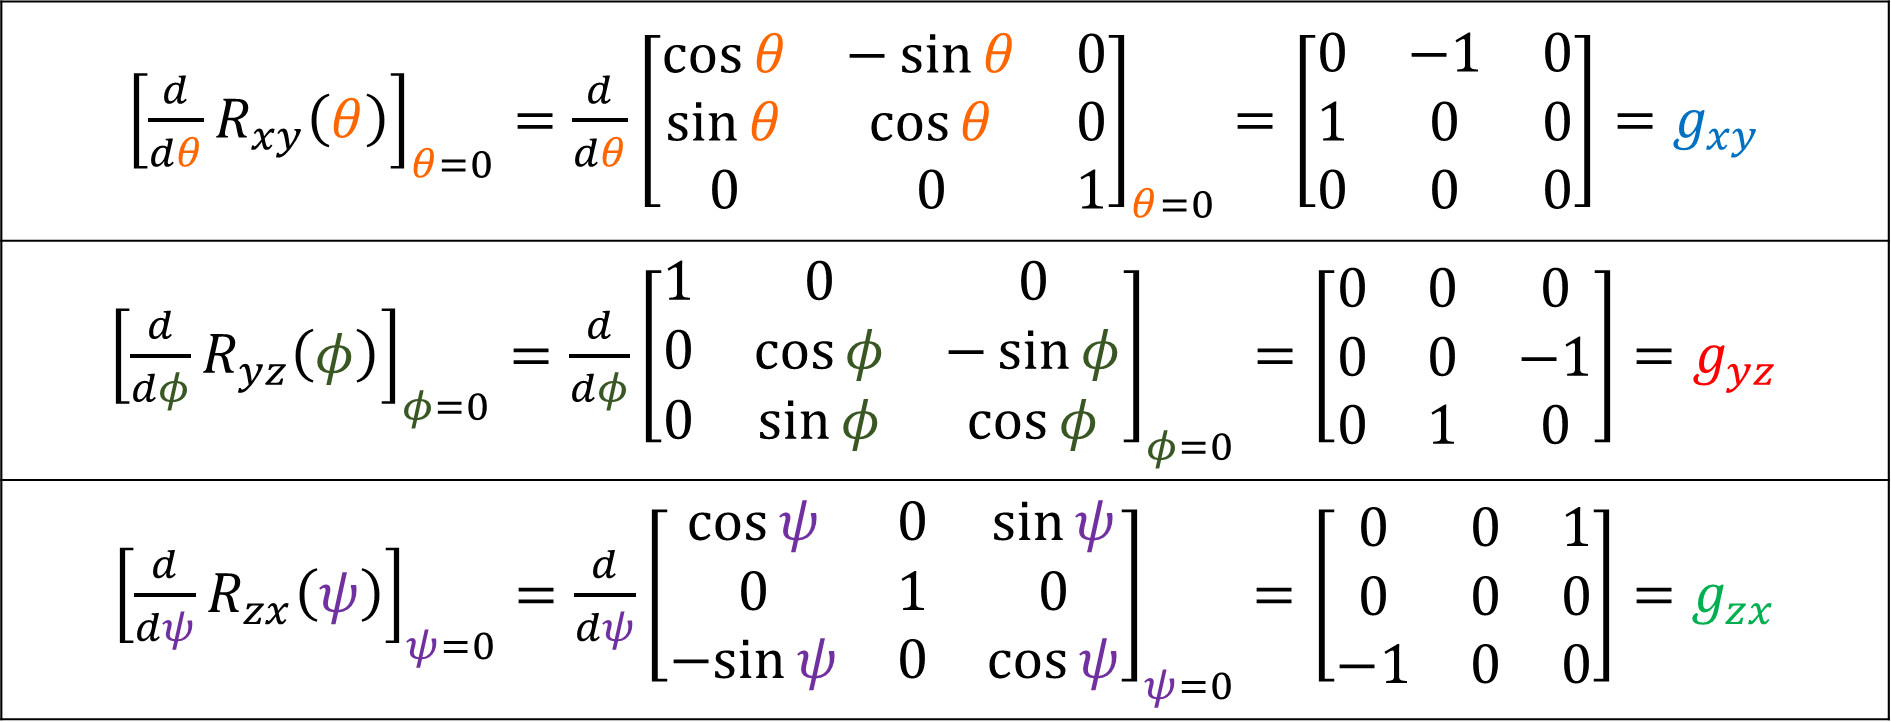 [d/dθ R_xy(θ)]_θ=0 = d/dθ [cos θ − sin θ 0; sin θ cos θ 0; 0 0 1]_θ=0 = [0 −1 0; 1 0 0; 0 0 0] = g_xy
[d/dϕ R_yz(ϕ)]_ϕ=0 = d/dϕ [1 0 0; 0 cos ϕ − sin ϕ; 0 sin ϕ cos ϕ]_ϕ=0 = [0 0 0; 0 0 −1; 0 1 0] = g_yz
[d/dψ R_zx(ψ)]_ψ=0 = d/dψ [cos ψ 0 sin ψ; 0 1 0; −sin ψ 0 cos ψ]_ψ=0 = [0 0 1; 0 0 0; −1 0 0] = g_zx